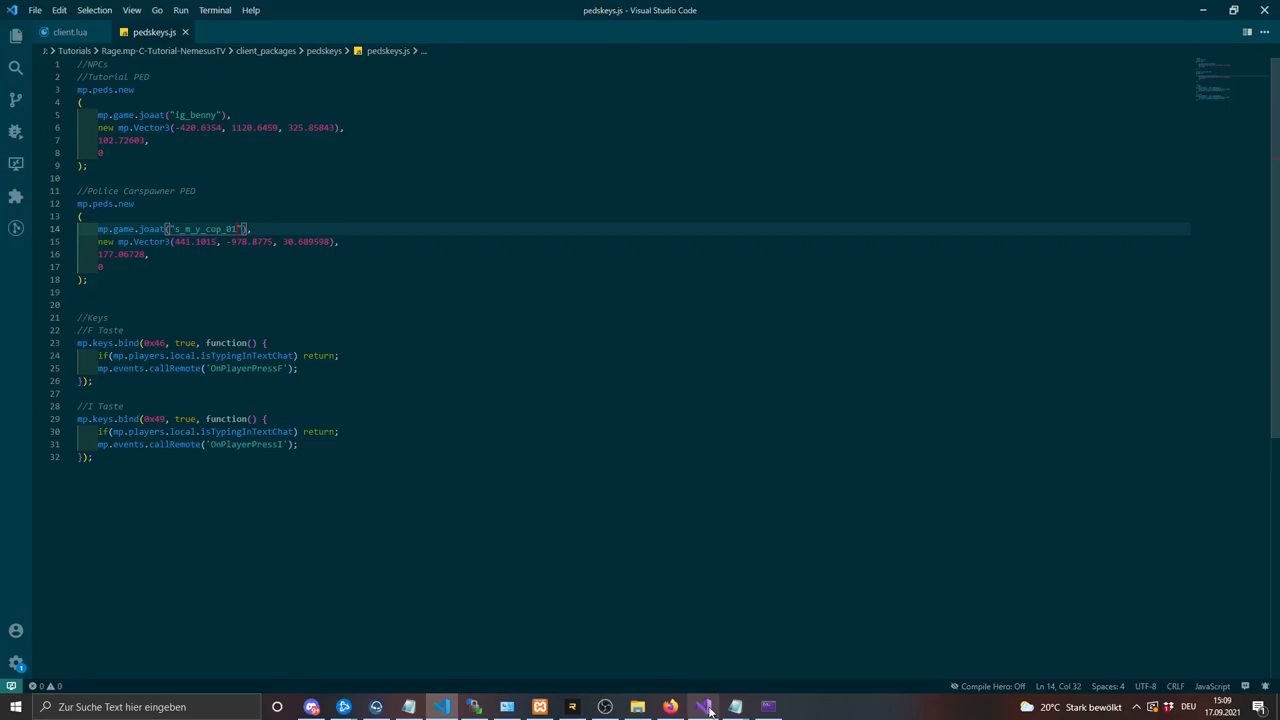 File Edit Selection View Go Run Terminal Help
pedskeys.js - Visual Studio Code
client.lua
JS pedskeys.js
J: > Tutorials > Rage.mp-C-Tutorial-NemesusTV > client_packages > pedskeys > JS pedskeys.js > ...
1 //NPCs
2 //Tutorial PED
3 mp.peds.new
4 (
5 mp.game.joaat("ig_benny"),
6 new mp.Vector3(-420.6354, 1120.6459, 325.85843),
7 102.72603,
8 0
9 );
10
11 //Police Carspawner PED
12 mp.peds.new
13 (
14 mp.game.joaat("s_m_y_cop_01"),
15 new mp.Vector3(441.1015, -978.8775, 30.689598),
16 177.06728,
17 0
18 );
19
20
21 //Keys
22 //F Taste
23 mp.keys.bind(0x46, true, function() {
24 if(mp.players.local.isTypingInTextChat) return;
25 mp.events.callRemote('OnPlayerPressF');
26 });
27
28 //I Taste
29 mp.keys.bind(0x49, true, function() {
30 if(mp.players.local.isTypingInTextChat) return;
31 mp.events.callRemote('OnPlayerPressI');
32 });
1
0 0
Compile Hero: Off Ln 14, Col 32 Spaces: 4 UTF-8 CRLF JavaScript
Zur Suche Text hier eingeben
20°C Stark bewölkt
15:09
17.09.2021